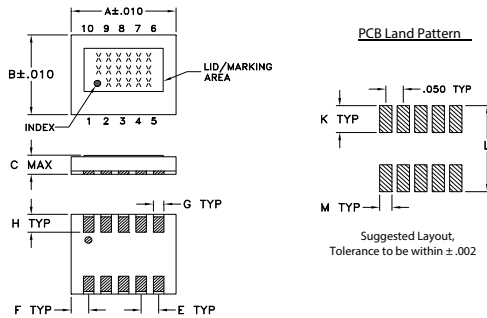 A±.010
10 9 8 7 6
X X X X X X
X X X X X X
X X X X X X
X X X X X
B±.010
LID/MARKING
AREA
INDEX
1 2 3 4 5
C MAX
G TYP
H TYP
F TYP
E TYP
PCB Land Pattern
.050 TYP
K TYP
L
M TYP
Suggested Layout,
Tolerance to be within ±.002